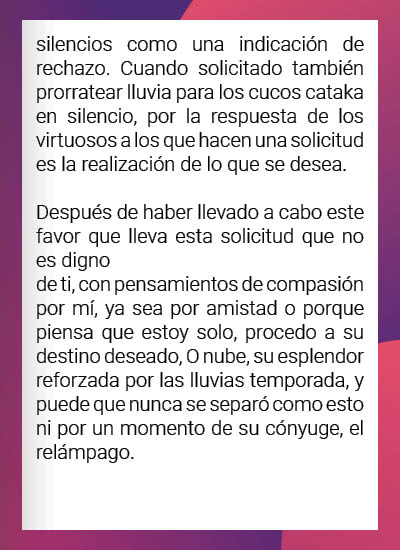 silencios como una indicación de
rechazo. Cuando solicitado también
prorratear lluvia para los cucos cataka
en silencio, por la respuesta de los
virtuosos a los que hacen una solicitud
es la realización de lo que se desea.

Después de haber llevado a cabo este
favor que lleva esta solicitud que no
es digno
de ti, con pensamientos de compasión
por mí, ya sea por amistad o porque
piensa que estoy solo, procedo a su
destino deseado, O nube, su esplendor
reforzada por las lluvias temporada, y
puede que nunca se separó como esto
ni por un momento de su cónyuge, el
relámpago.